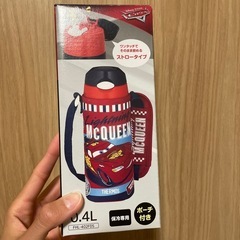 ワンタッチで
そのまま飲める
ストロータイプ
Lightning
McQUEEN
McQUEEN
THERMOS
0.4L
保冷専用
ポーチ
付き